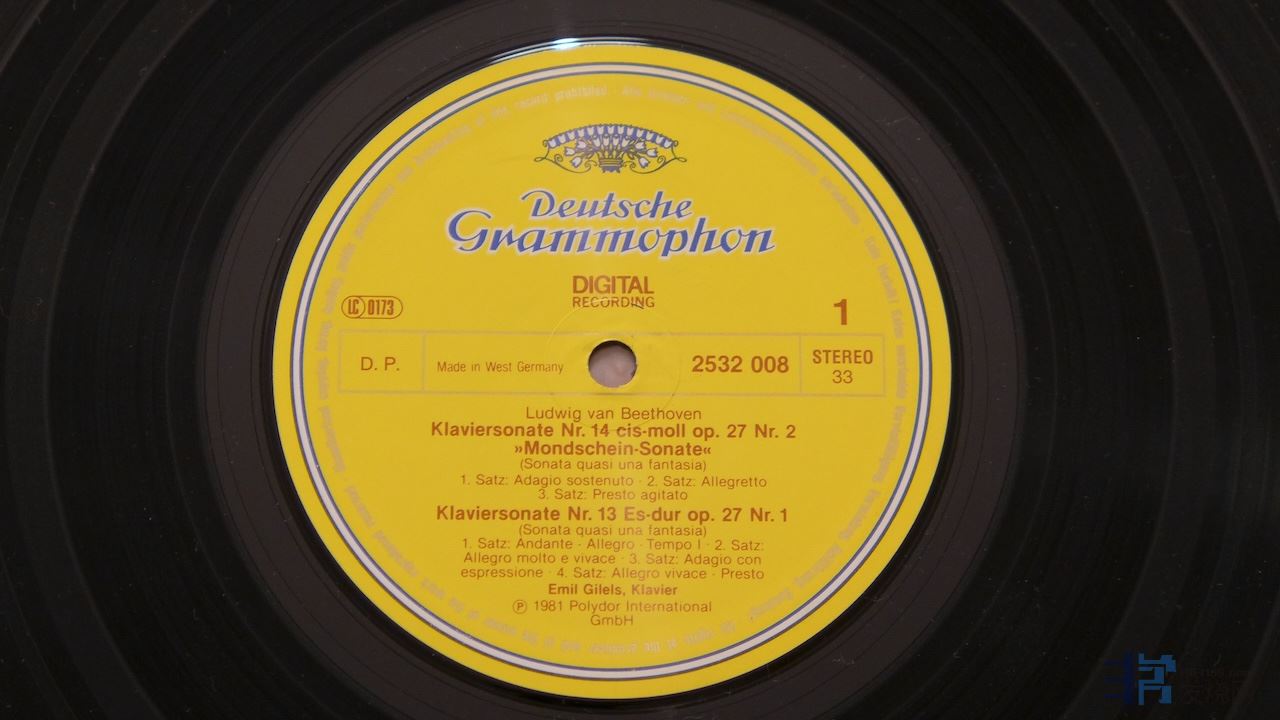 Deutsche
Grammophon
DIGITAL
RECORDING
LC 0173
1
D. P.
Made in West Germany
2532 008
STEREO
33
Ludwig van Beethoven
Klaviersonate Nr. 14 cis-moll op. 27 Nr. 2
»Mondschein-Sonate«
(Sonata quasi una fantasia)
1. Satz: Adagio sostenuto · 2. Satz: Allegretto
3. Satz: Presto agitato
Klaviersonate Nr. 13 Es-dur op. 27 Nr. 1
(Sonata quasi una fantasia)
1. Satz: Andante · Allegro · Tempo I · 2. Satz:
Allegro molto e vivace · 3. Satz: Adagio con
espressione · 4. Satz: Allegro vivace · Presto
Emil Gilels, Klavier
Ⓟ 1981 Polydor International
GmbH